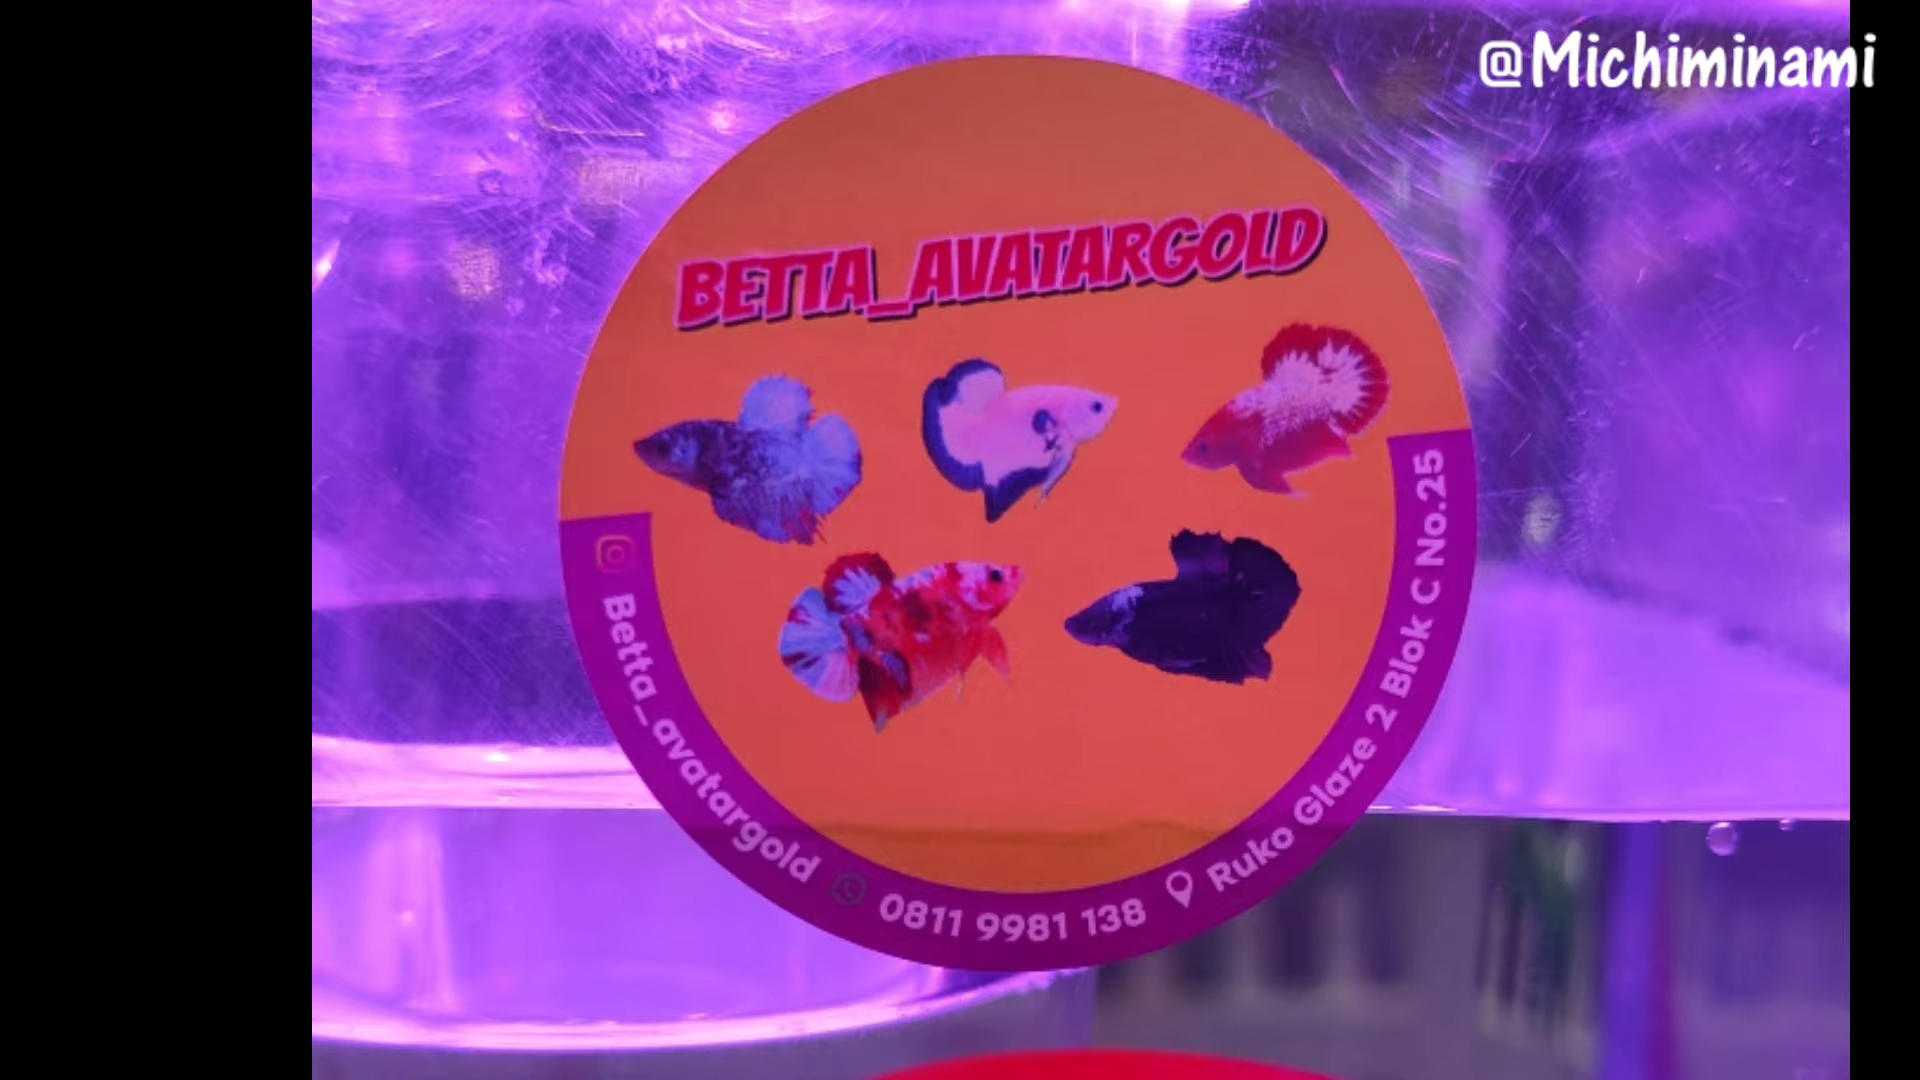 @Michiminami
BETTA_AVATARGOLD
Betta_avatargold
0811 9981 138
Ruko Glaze 2 Blok C No.25